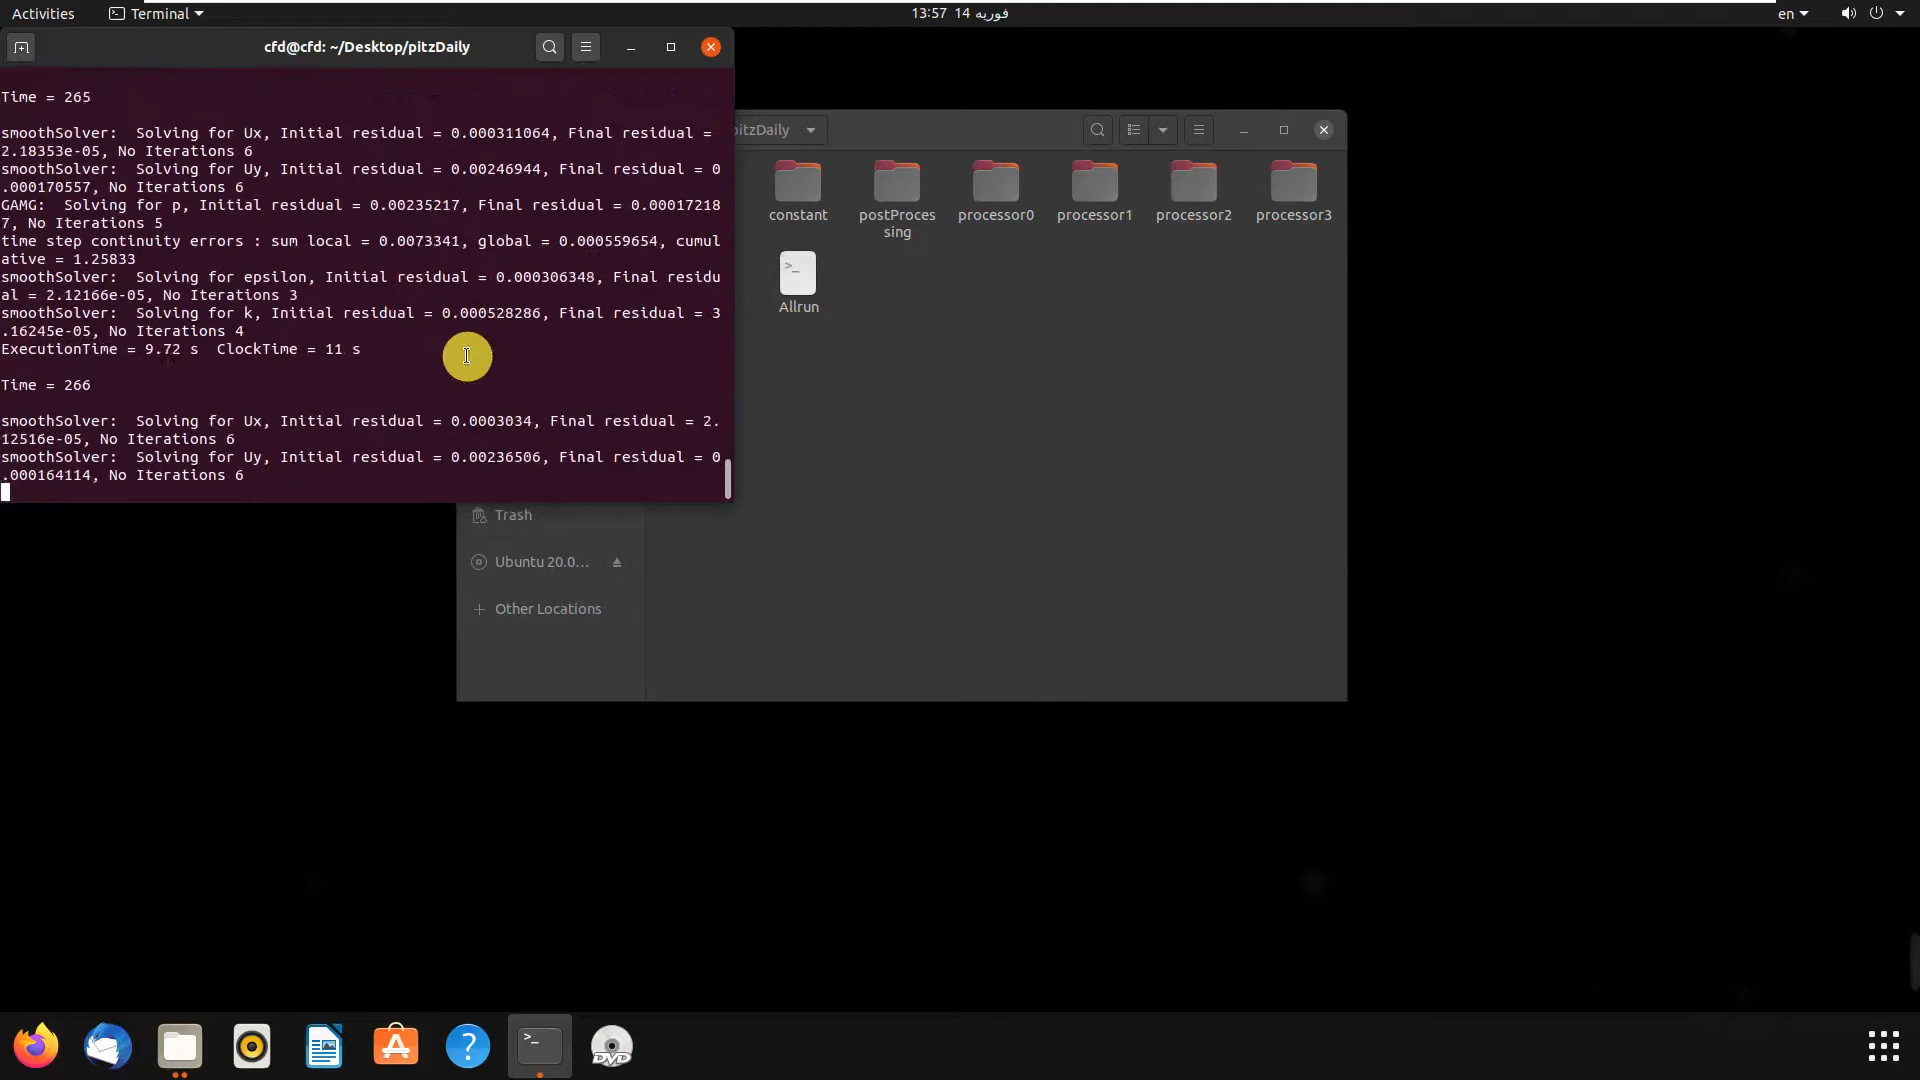 Activities
Terminal
13:57 14 فوریه
en
cfd@cfd: ~/Desktop/pitzDaily
Time = 265
smoothSolver:  Solving for Ux, Initial residual = 0.000311064, Final residual =
2.18353e-05, No Iterations 6
smoothSolver:  Solving for Uy, Initial residual = 0.00246944, Final residual = 0
.000170557, No Iterations 6
GAMG:  Solving for p, Initial residual = 0.00235217, Final residual = 0.00017218
7, No Iterations 5
time step continuity errors : sum local = 0.0073341, global = 0.000559654, cumul
ative = 1.25833
smoothSolver:  Solving for epsilon, Initial residual = 0.000306348, Final residu
al = 2.12166e-05, No Iterations 3
smoothSolver:  Solving for k, Initial residual = 0.000528286, Final residual = 3
.16245e-05, No Iterations 4
ExecutionTime = 9.72 s  ClockTime = 11 s
Time = 266
smoothSolver:  Solving for Ux, Initial residual = 0.0003034, Final residual = 2.
12516e-05, No Iterations 6
smoothSolver:  Solving for Uy, Initial residual = 0.00236506, Final residual = 0
.000164114, No Iterations 6
pitzDaily
constant
postProces
sing
processor0
processor1
processor2
processor3
>_
Allrun
Trash
Ubuntu 20.0…
Other Locations
?
>_
DVD